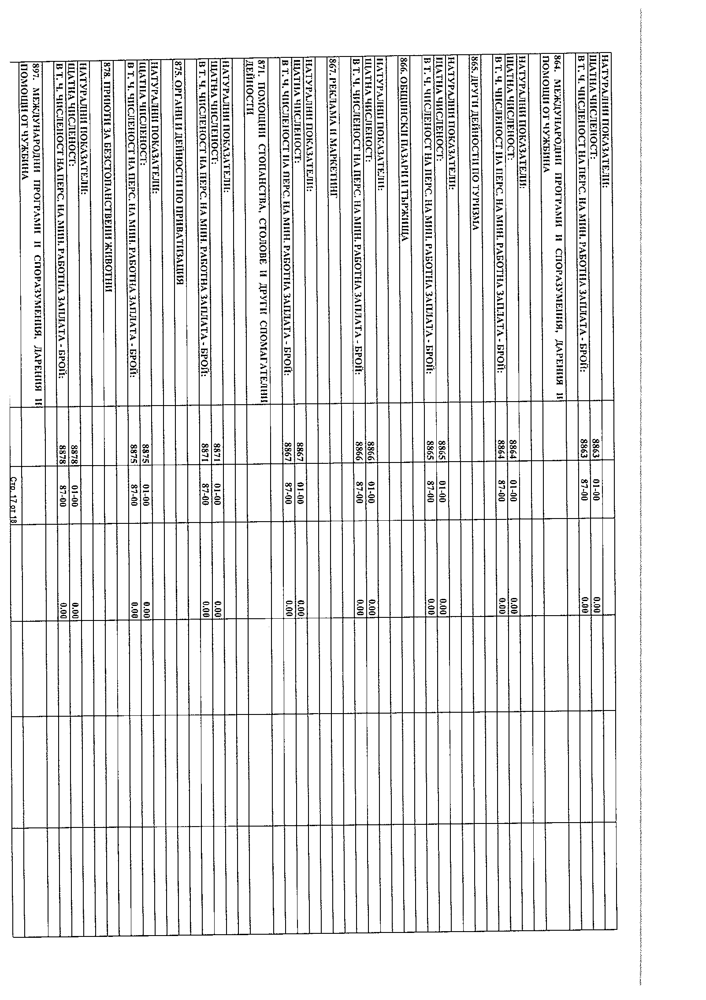 НАТУРАЛНИ ПОКАЗАТЕЛИ:
ЩАТНА ЧИСЛЕНОСТ: 8863 01-00 0.00
В Т. Ч. ЧИСЛЕНОСТ НА ПЕРС. НА МИН. РАБОТНА ЗАПЛАТА - БРОЙ: 8863 87-00 0.00
864. МЕЖДУНАРОДНИ ПРОГРАМИ И СПОРАЗУМЕНИЯ, ДАРЕНИЯ И
ПОМОЩИ ОТ ЧУЖБИНА
НАТУРАЛНИ ПОКАЗАТЕЛИ:
ЩАТНА ЧИСЛЕНОСТ: 8864 01-00 0.00
В Т. Ч. ЧИСЛЕНОСТ НА ПЕРС. НА МИН. РАБОТНА ЗАПЛАТА - БРОЙ: 8864 87-00 0.00
865. ДРУГИ ДЕЙНОСТИ ПО ТУРИЗМА
НАТУРАЛНИ ПОКАЗАТЕЛИ:
ЩАТНА ЧИСЛЕНОСТ: 8865 01-00 0.00
В Т. Ч. ЧИСЛЕНОСТ НА ПЕРС. НА МИН. РАБОТНА ЗАПЛАТА - БРОЙ: 8865 87-00 0.00
866. ОБЩИНСКИ ПАЗАРИ И ТЪРЖИЩА
НАТУРАЛНИ ПОКАЗАТЕЛИ:
ЩАТНА ЧИСЛЕНОСТ: 8866 01-00 0.00
В Т. Ч. ЧИСЛЕНОСТ НА ПЕРС. НА МИН. РАБОТНА ЗАПЛАТА - БРОЙ: 8866 87-00 0.00
867. РЕКЛАМА И МАРКЕТИНГ
НАТУРАЛНИ ПОКАЗАТЕЛИ:
ЩАТНА ЧИСЛЕНОСТ: 8867 01-00 0.00
В Т. Ч. ЧИСЛЕНОСТ НА ПЕРС. НА МИН. РАБОТНА ЗАПЛАТА - БРОЙ: 8867 87-00 0.00
871. ПОМОЩНИ СТОПАНСТВА, СТОЛОВЕ И ДРУГИ СПОМАГАТЕЛНИ
ДЕЙНОСТИ
НАТУРАЛНИ ПОКАЗАТЕЛИ:
ЩАТНА ЧИСЛЕНОСТ: 8871 01-00 0.00
В Т. Ч. ЧИСЛЕНОСТ НА ПЕРС. НА МИН. РАБОТНА ЗАПЛАТА - БРОЙ: 8871 87-00 0.00
875. ОРГАНИ И ДЕЙНОСТИ ПО ПРИВАТИЗАЦИЯ
НАТУРАЛНИ ПОКАЗАТЕЛИ:
ЩАТНА ЧИСЛЕНОСТ: 8875 01-00 0.00
В Т. Ч. ЧИСЛЕНОСТ НА ПЕРС. НА МИН. РАБОТНА ЗАПЛАТА - БРОЙ: 8875 87-00 0.00
878. ПРИЮТИ ЗА БЕЗСТОПАНСТВЕНИ ЖИВОТНИ
НАТУРАЛНИ ПОКАЗАТЕЛИ:
ЩАТНА ЧИСЛЕНОСТ: 8878 01-00 0.00
В Т. Ч. ЧИСЛЕНОСТ НА ПЕРС. НА МИН. РАБОТНА ЗАПЛАТА - БРОЙ: 8878 87-00 0.00
897. МЕЖДУНАРОДНИ ПРОГРАМИ И СПОРАЗУМЕНИЯ, ДАРЕНИЯ И
ПОМОЩИ ОТ ЧУЖБИНА
Стр. 17 от 18